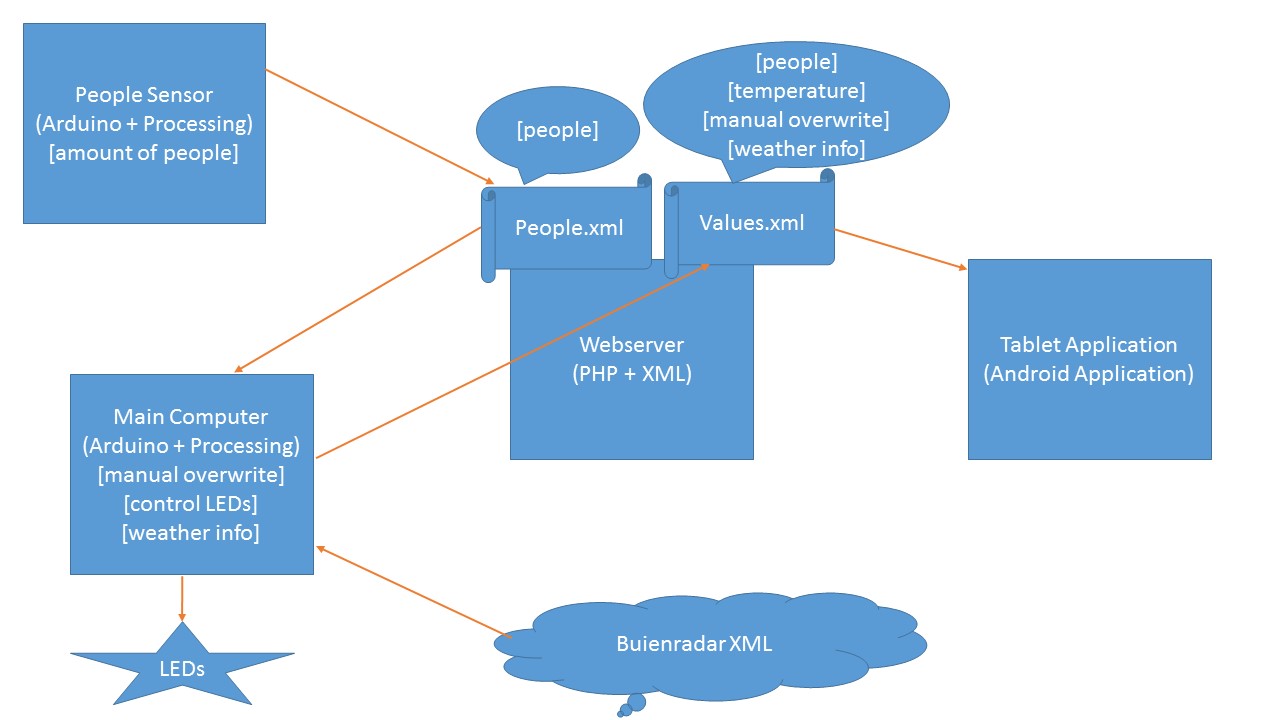 People Sensor
(Arduino + Processing)
[amount of people]
[people]
[people]
[temperature]
[manual overwrite]
[weather info]
People.xml
Values.xml
Webserver
(PHP + XML)
Tablet Application
(Android Application)
Main Computer
(Arduino + Processing)
[manual overwrite]
[control LEDs]
[weather info]
LEDs
Buienradar XML